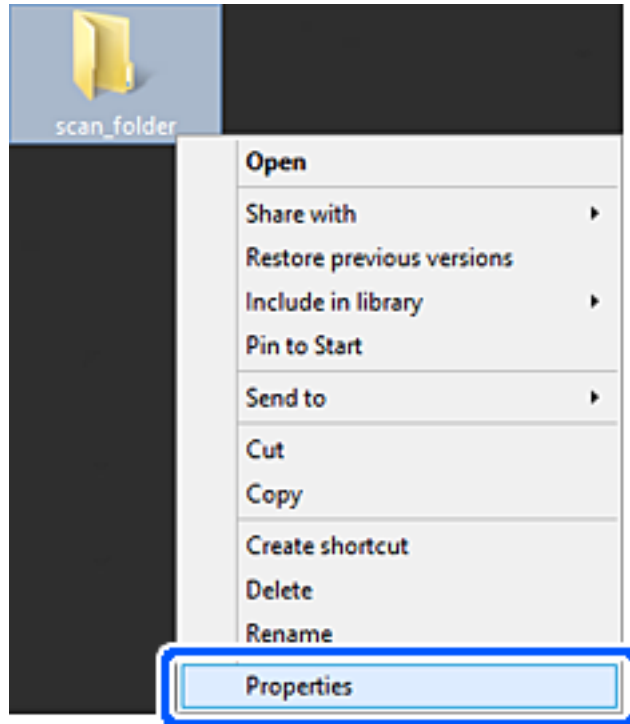 scan_folder
Open
Share with
Restore previous versions
Include in library
Pin to Start
Send to
Cut
Copy
Create shortcut
Delete
Rename
Properties